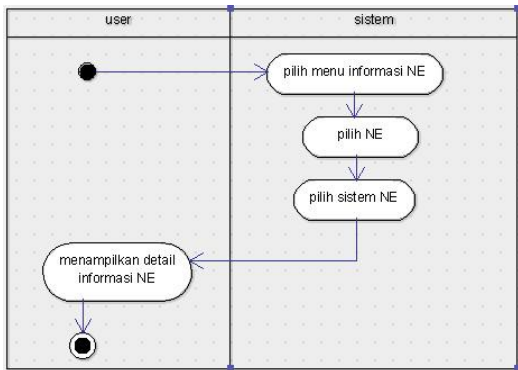 user
sistem
pilih menu informasi NE
pilih NE
pilih sistem NE
menampilkan detail
informasi NE